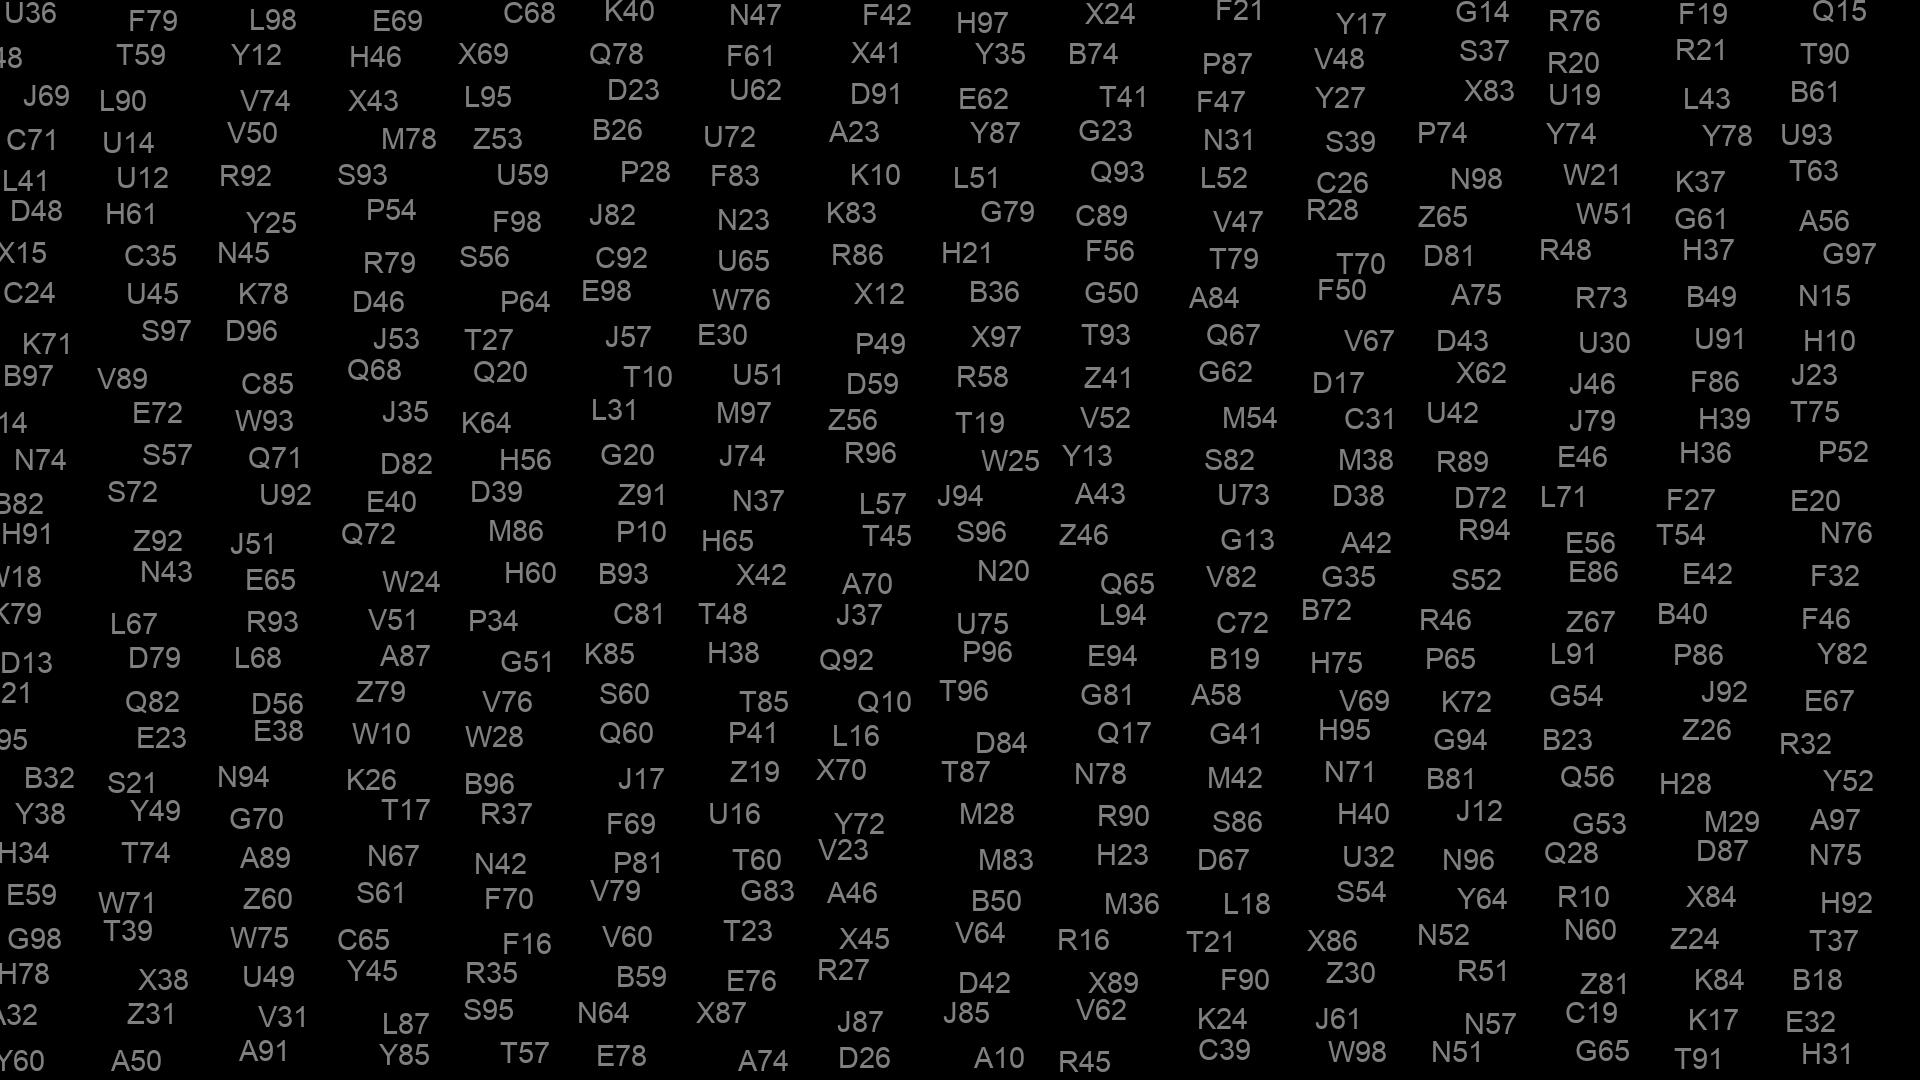 U36 F79 L98 E69 C68 K40 N47 F42 H97 X24 F21 Y17 G14 R76 F19 Q15
48 T59 Y12 H46 X69 Q78 F61 X41 Y35 B74 P87 V48 S37 R20 R21 T90
J69 L90 V74 X43 L95 D23 U62 D91 E62 T41 F47 Y27 X83 U19 L43 B61
C71 U14 V50 M78 Z53 B26 U72 A23 Y87 G23 N31 S39 P74 Y74 Y78 U93
L41 U12 R92 S93 U59 P28 F83 K10 L51 Q93 L52 C26 N98 W21 K37 T63
D48 H61 Y25 P54 F98 J82 N23 K83 G79 C89 V47 R28 Z65 W51 G61 A56
X15 C35 N45 R79 S56 C92 U65 R86 H21 F56 T79 T70 D81 R48 H37 G97
C24 U45 K78 D46 P64 E98 W76 X12 B36 G50 A84 F50 A75 R73 B49 N15
K71 S97 D96 J53 T27 J57 E30 P49 X97 T93 Q67 V67 D43 U30 U91 H10
B97 V89 C85 Q68 Q20 T10 U51 D59 R58 Z41 G62 D17 X62 J46 F86 J23
14 E72 W93 J35 K64 L31 M97 Z56 T19 V52 M54 C31 U42 J79 H39 T75
N74 S57 Q71 D82 H56 G20 J74 R96 W25 Y13 S82 M38 R89 E46 H36 P52
B82 S72 U92 E40 D39 Z91 N37 L57 J94 A43 U73 D38 D72 L71 F27 E20
H91 Z92 J51 Q72 M86 P10 H65 T45 S96 Z46 G13 A42 R94 E56 T54 N76
W18 N43 E65 W24 H60 B93 X42 A70 N20 Q65 V82 G35 S52 E86 E42 F32
K79 L67 R93 V51 P34 C81 T48 J37 U75 L94 C72 B72 R46 Z67 B40 F46
D13 D79 L68 A87 G51 K85 H38 Q92 P96 E94 B19 H75 P65 L91 P86 Y82
21 Q82 D56 Z79 V76 S60 T85 Q10 T96 G81 A58 V69 K72 G54 J92 E67
95 E23 E38 W10 W28 Q60 P41 L16 D84 Q17 G41 H95 G94 B23 Z26 R32
B32 S21 N94 K26 B96 J17 Z19 X70 T87 N78 M42 N71 B81 Q56 H28 Y52
Y38 Y49 G70 T17 R37 F69 U16 Y72 M28 R90 S86 H40 J12 G53 M29 A97
H34 T74 A89 N67 N42 P81 T60 V23 M83 H23 D67 U32 N96 Q28 D87 N75
E59 W71 Z60 S61 F70 V79 G83 A46 B50 M36 L18 S54 Y64 R10 X84 H92
G98 T39 W75 C65 F16 V60 T23 X45 V64 R16 T21 X86 N52 N60 Z24 T37
H78 X38 U49 Y45 R35 B59 E76 R27 D42 X89 F90 Z30 R51 Z81 K84 B18
A32 Z31 V31 L87 S95 N64 X87 J87 J85 V62 K24 J61 N57 C19 K17 E32
Y60 A50 A91 Y85 T57 E78 A74 D26 A10 R45 C39 W98 N51 G65 T91 H31